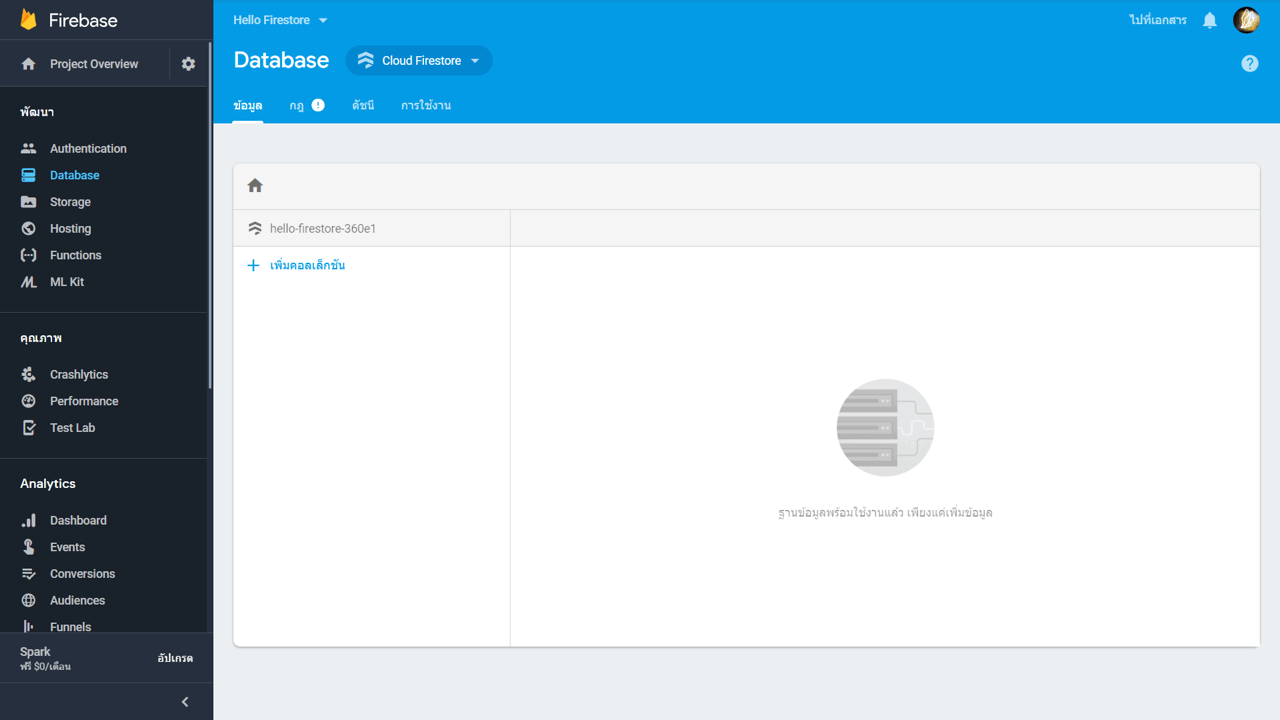 Firebase
Project Overview
พัฒนา
Authentication
Database
Storage
Hosting
Functions
ML Kit
คุณภาพ
Crashlytics
Performance
Test Lab
Analytics
Dashboard
Events
Conversions
Audiences
Funnels
Spark
ฟรี $0/เดือน
อัปเกรด
Hello Firestore
ไปที่เอกสาร
Database
Cloud Firestore
ข้อมูล กฎ ดัชนี การใช้งาน
hello-firestore-360e1
เพิ่มคอลเล็กชัน
ฐานข้อมูลพร้อมใช้งานแล้ว เพียงแค่เพิ่มข้อมูล